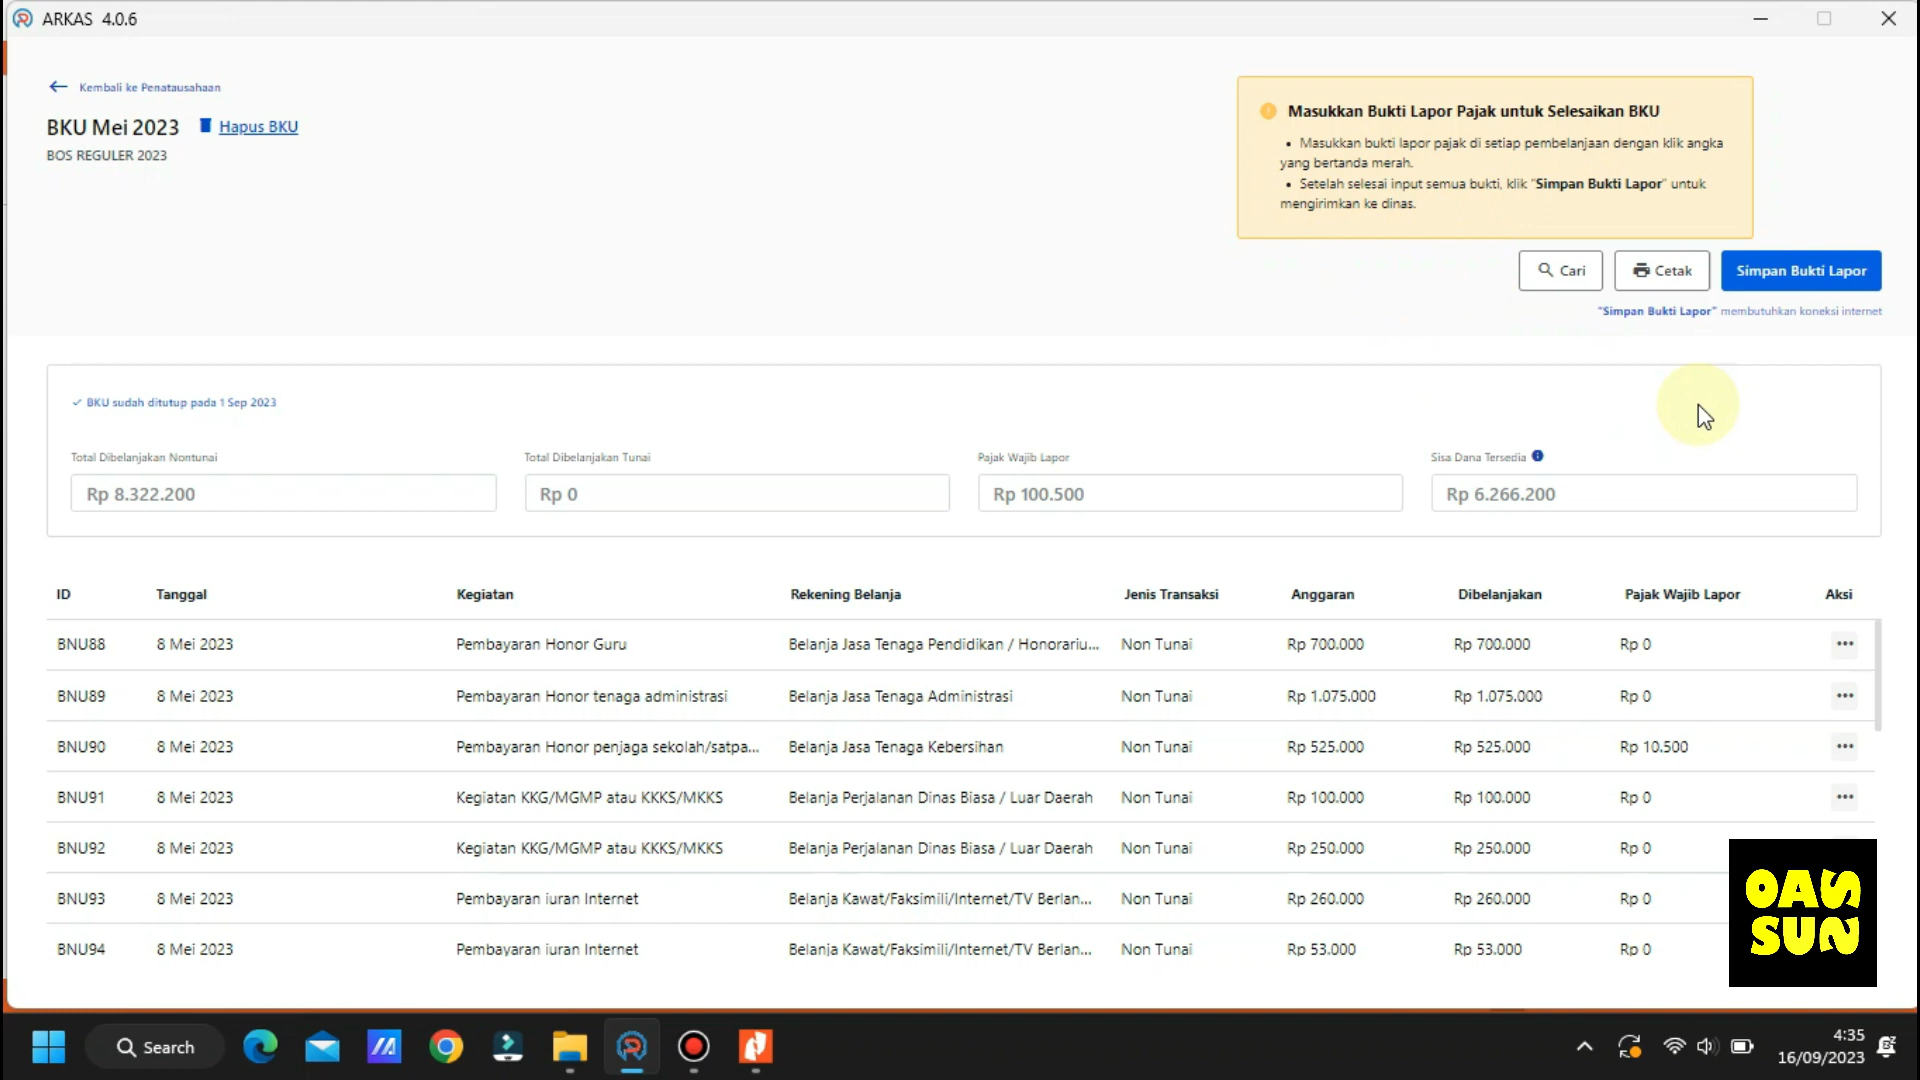 ARKAS 4.0.6
Kembali ke Penatausahaan
BKU Mei 2023 Hapus BKU
BOS REGULER 2023
Masukkan Bukti Lapor Pajak untuk Selesaikan BKU
• Masukkan bukti lapor pajak di setiap pembelanjaan dengan klik angka
yang bertanda merah.
• Setelah selesai input semua bukti, klik "Simpan Bukti Lapor" untuk
mengirimkan ke dinas.
Cari Cetak Simpan Bukti Lapor
"Simpan Bukti Lapor" membutuhkan koneksi internet
BKU sudah ditutup pada 1 Sep 2023
Total Dibelanjakan Nontunai Total Dibelanjakan Tunai Pajak Wajib Lapor Sisa Dana Tersedia
Rp 8.322.200 Rp 0 Rp 100.500 Rp 6.266.200
ID Tanggal Kegiatan Rekening Belanja Jenis Transaksi Anggaran Dibelanjakan Pajak Wajib Lapor Aksi
BNU88 8 Mei 2023 Pembayaran Honor Guru Belanja Jasa Tenaga Pendidikan / Honorariu... Non Tunai Rp 700.000 Rp 700.000 Rp 0
BNU89 8 Mei 2023 Pembayaran Honor tenaga administrasi Belanja Jasa Tenaga Administrasi Non Tunai Rp 1.075.000 Rp 1.075.000 Rp 0
BNU90 8 Mei 2023 Pembayaran Honor penjaga sekolah/satpa... Belanja Jasa Tenaga Kebersihan Non Tunai Rp 525.000 Rp 525.000 Rp 10.500
BNU91 8 Mei 2023 Kegiatan KKG/MGMP atau KKKS/MKKS Belanja Perjalanan Dinas Biasa / Luar Daerah Non Tunai Rp 100.000 Rp 100.000 Rp 0
BNU92 8 Mei 2023 Kegiatan KKG/MGMP atau KKKS/MKKS Belanja Perjalanan Dinas Biasa / Luar Daerah Non Tunai Rp 250.000 Rp 250.000 Rp 0
BNU93 8 Mei 2023 Pembayaran iuran Internet Belanja Kawat/Faksimili/Internet/TV Berlan... Non Tunai Rp 260.000 Rp 260.000 Rp 0
BNU94 8 Mei 2023 Pembayaran iuran Internet Belanja Kawat/Faksimili/Internet/TV Berlan... Non Tunai Rp 53.000 Rp 53.000 Rp 0
OAS
SUN
Search
4:35
16/09/2023